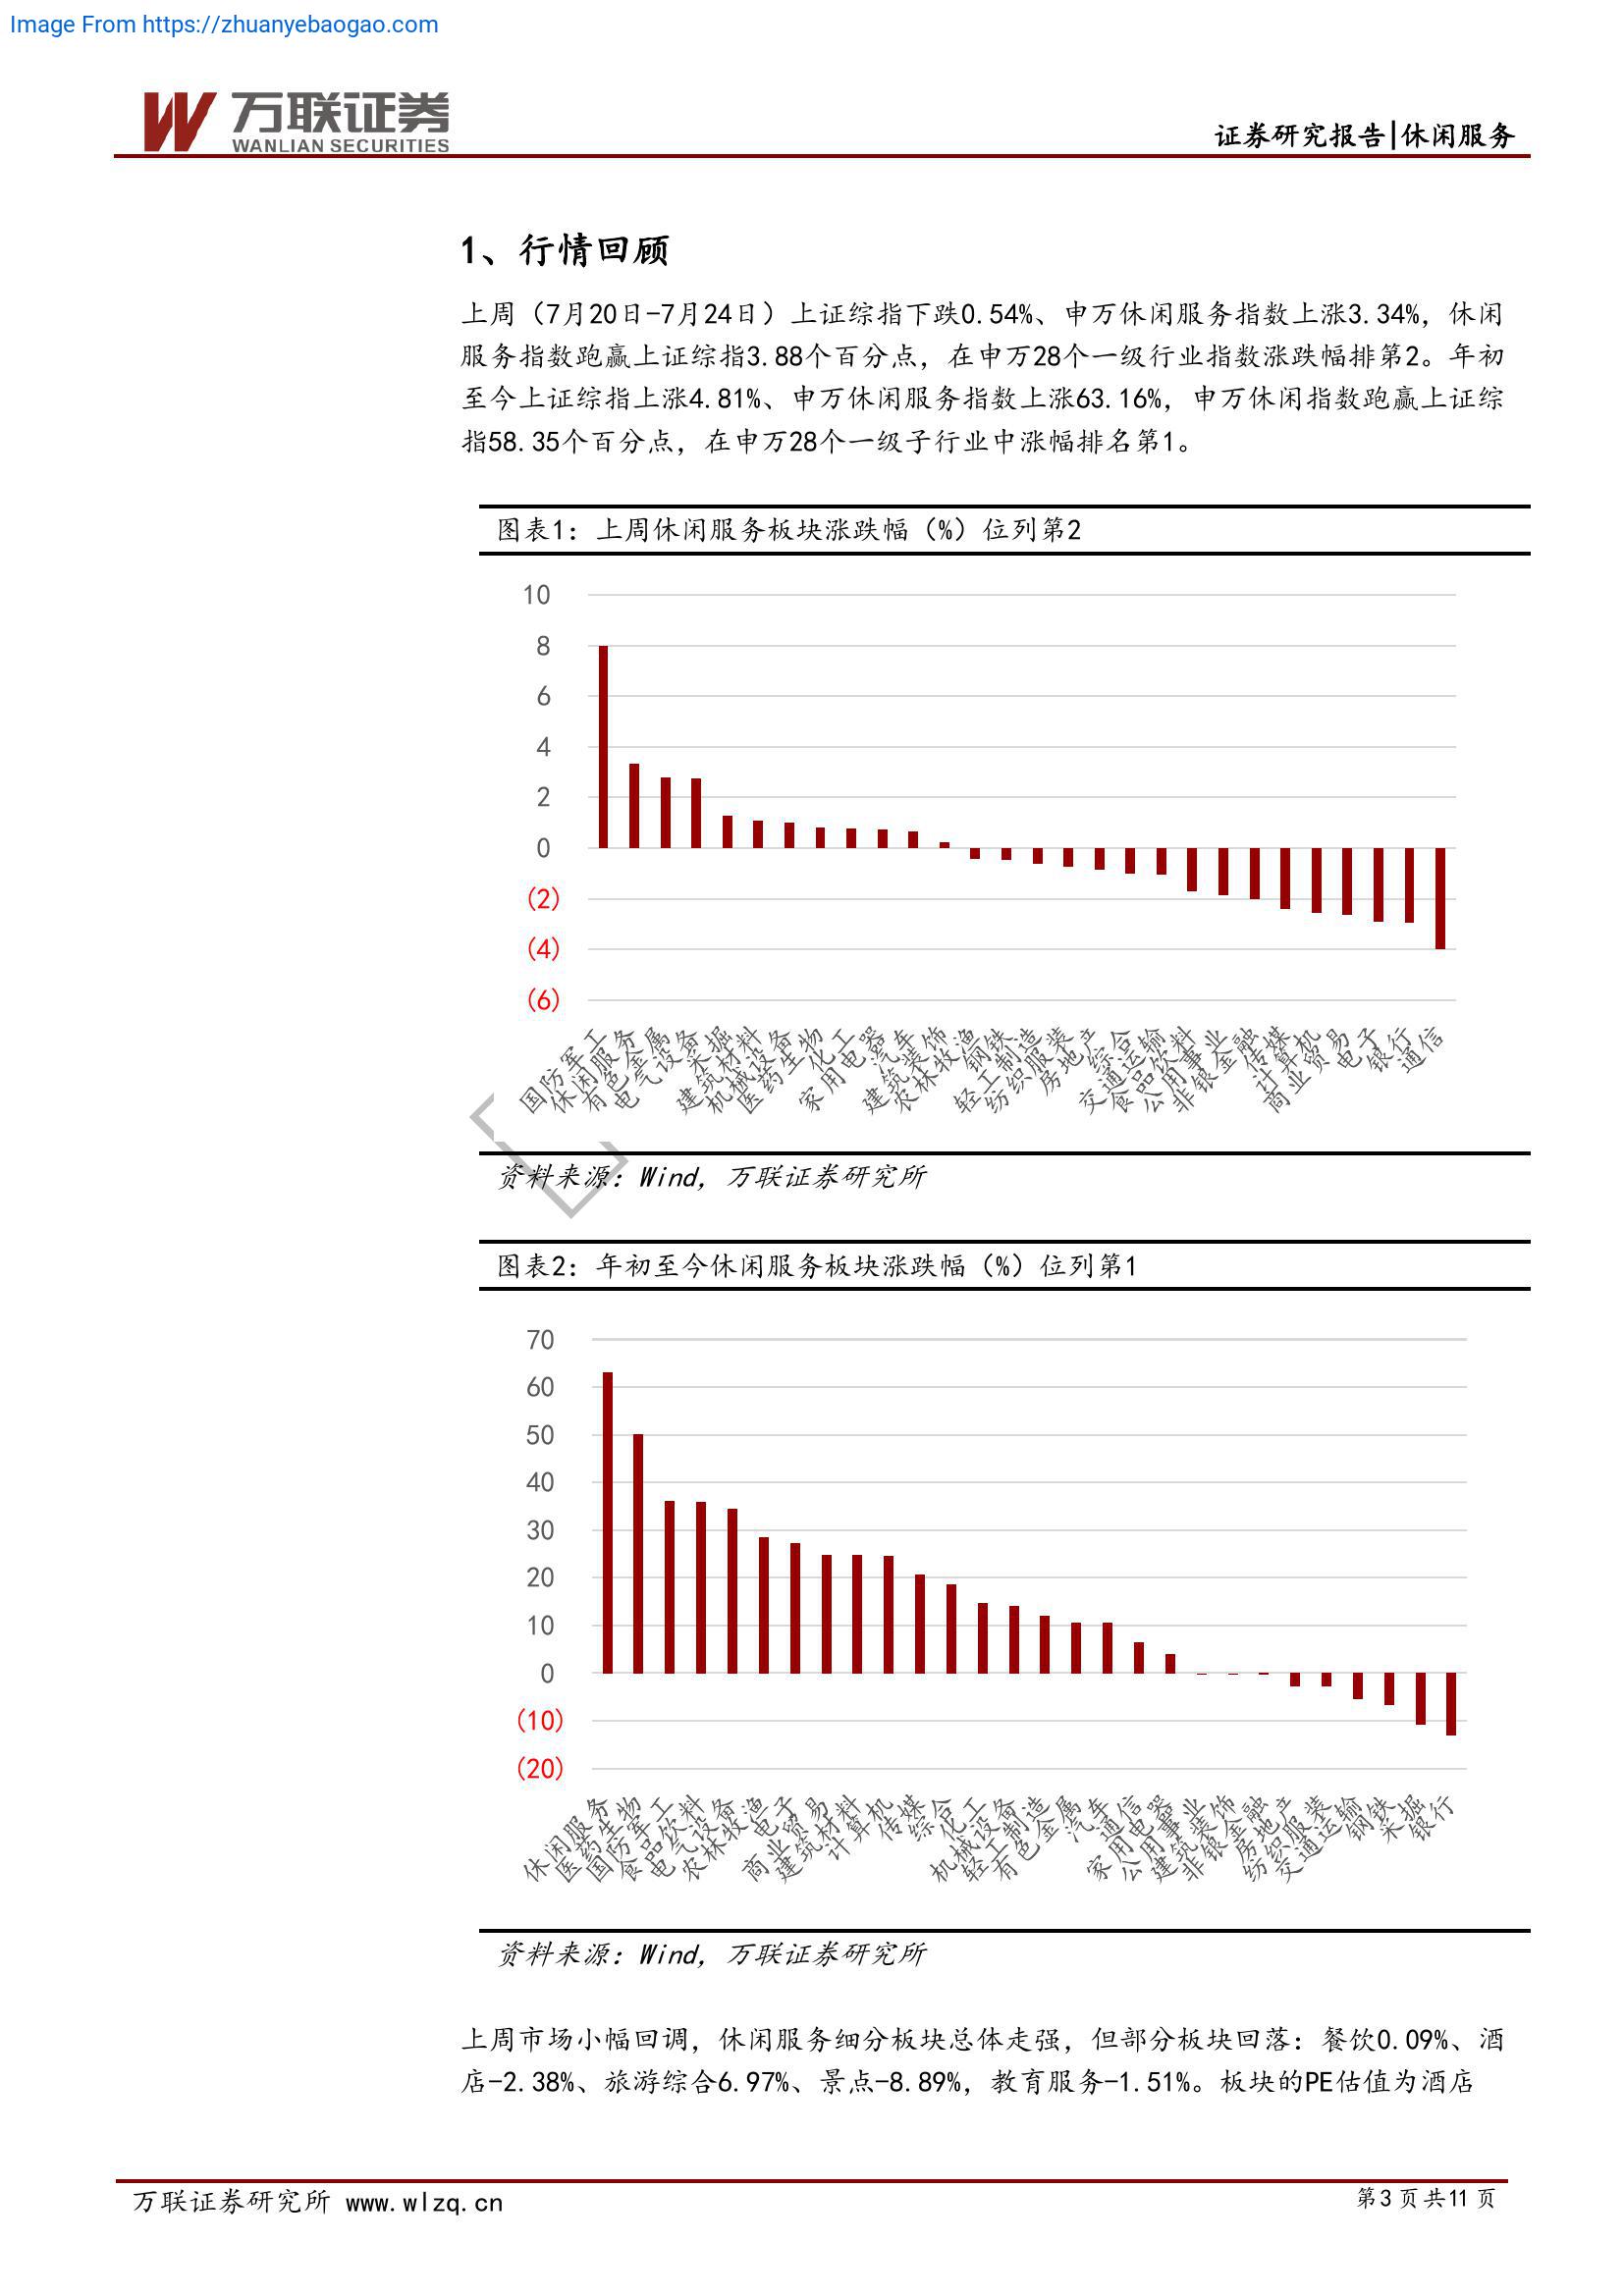 Image From https://zhuanyebaogao.com
万联证券
WANLIAN SECURITIES
证券研究报告|休闲服务
1、行情回顾
上周（7月20日-7月24日）上证综指下跌0.54%、申万休闲服务指数上涨3.34%，休闲
服务指数跑赢上证综指3.88个百分点，在申万28个一级行业指数涨跌幅排第2。年初
至今上证综指上涨4.81%、申万休闲服务指数上涨63.16%，申万休闲指数跑赢上证综
指58.35个百分点，在申万28个一级子行业中涨幅排名第1。
图表1：上周休闲服务板块涨跌幅（%）位列第2
10
8
6
4
2
0
(2)
(4)
(6)
国防军工
休闲服务
有色金属
电气设备
采掘
建筑材料
机械设备
医药生物
化工
家用电器
汽车
建筑装饰
农林牧渔
钢铁
轻工制造
纺织服装
房地产
综合
交通运输
食品饮料
公用事业
非银金融
传媒
计算机
商业贸易
电子
银行
通信
资料来源：Wind，万联证券研究所
图表2：年初至今休闲服务板块涨跌幅（%）位列第1
70
60
50
40
30
20
10
0
(10)
(20)
休闲服务
医药生物
国防军工
食品饮料
电气设备
农林牧渔
电子
商业贸易
建筑材料
计算机
传媒
综合
化工
机械设备
轻工制造
有色金属
汽车
通信
家用电器
公用事业
建筑装饰
非银金融
房地产
纺织服装
交通运输
钢铁
采掘
银行
资料来源：Wind，万联证券研究所
上周市场小幅回调，休闲服务细分板块总体走强，但部分板块回落：餐饮0.09%、酒
店-2.38%、旅游综合6.97%、景点-8.89%，教育服务-1.51%。板块的PE估值为酒店
万联证券研究所 www.wlzq.cn
第3页共11页